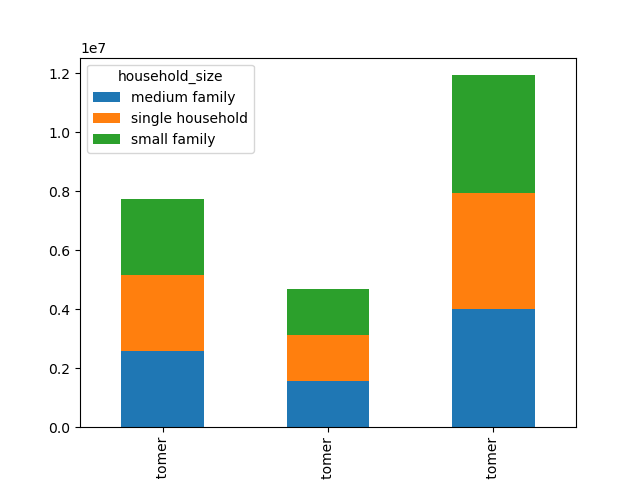 1e7
1.2
1.0
0.8
0.6
0.4
0.2
0.0
household_size
medium family
single household
small family
tomer
tomer
tomer